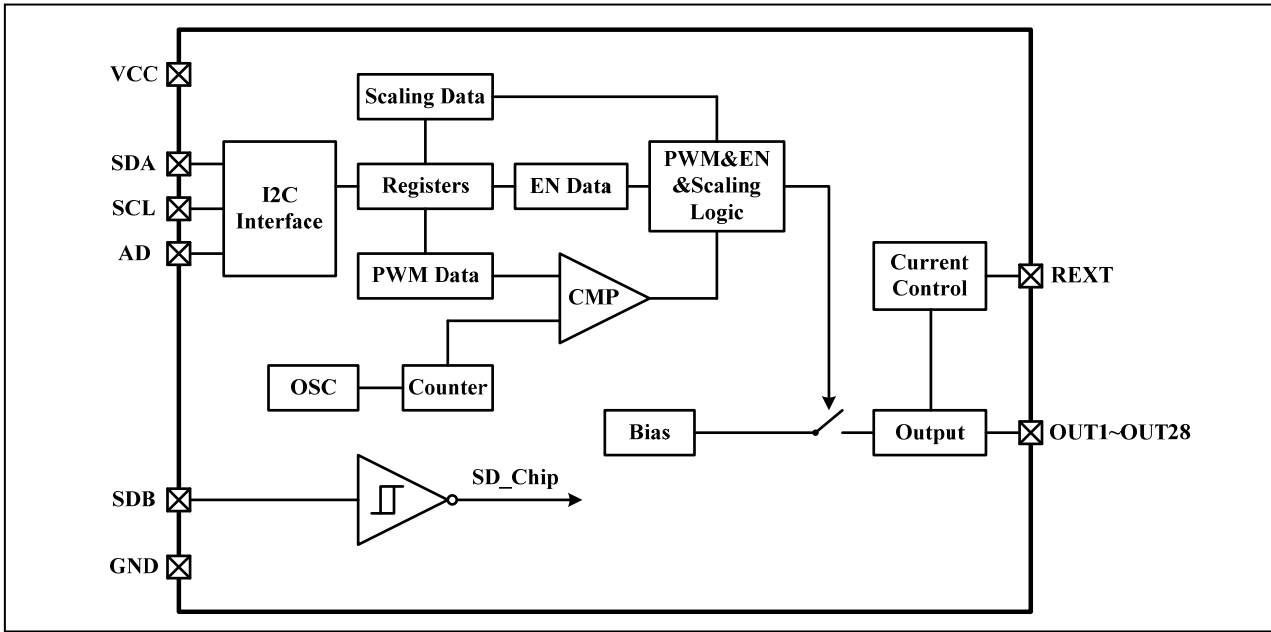 VCC
SDA
SCL
AD
SDB
GND
I2C
Interface
Scaling Data
Registers
EN Data
PWM&EN
&Scaling
Logic
PWM Data
CMP
OSC
Counter
Current
Control
REXT
Bias
Output
OUT1~OUT28
SD_Chip